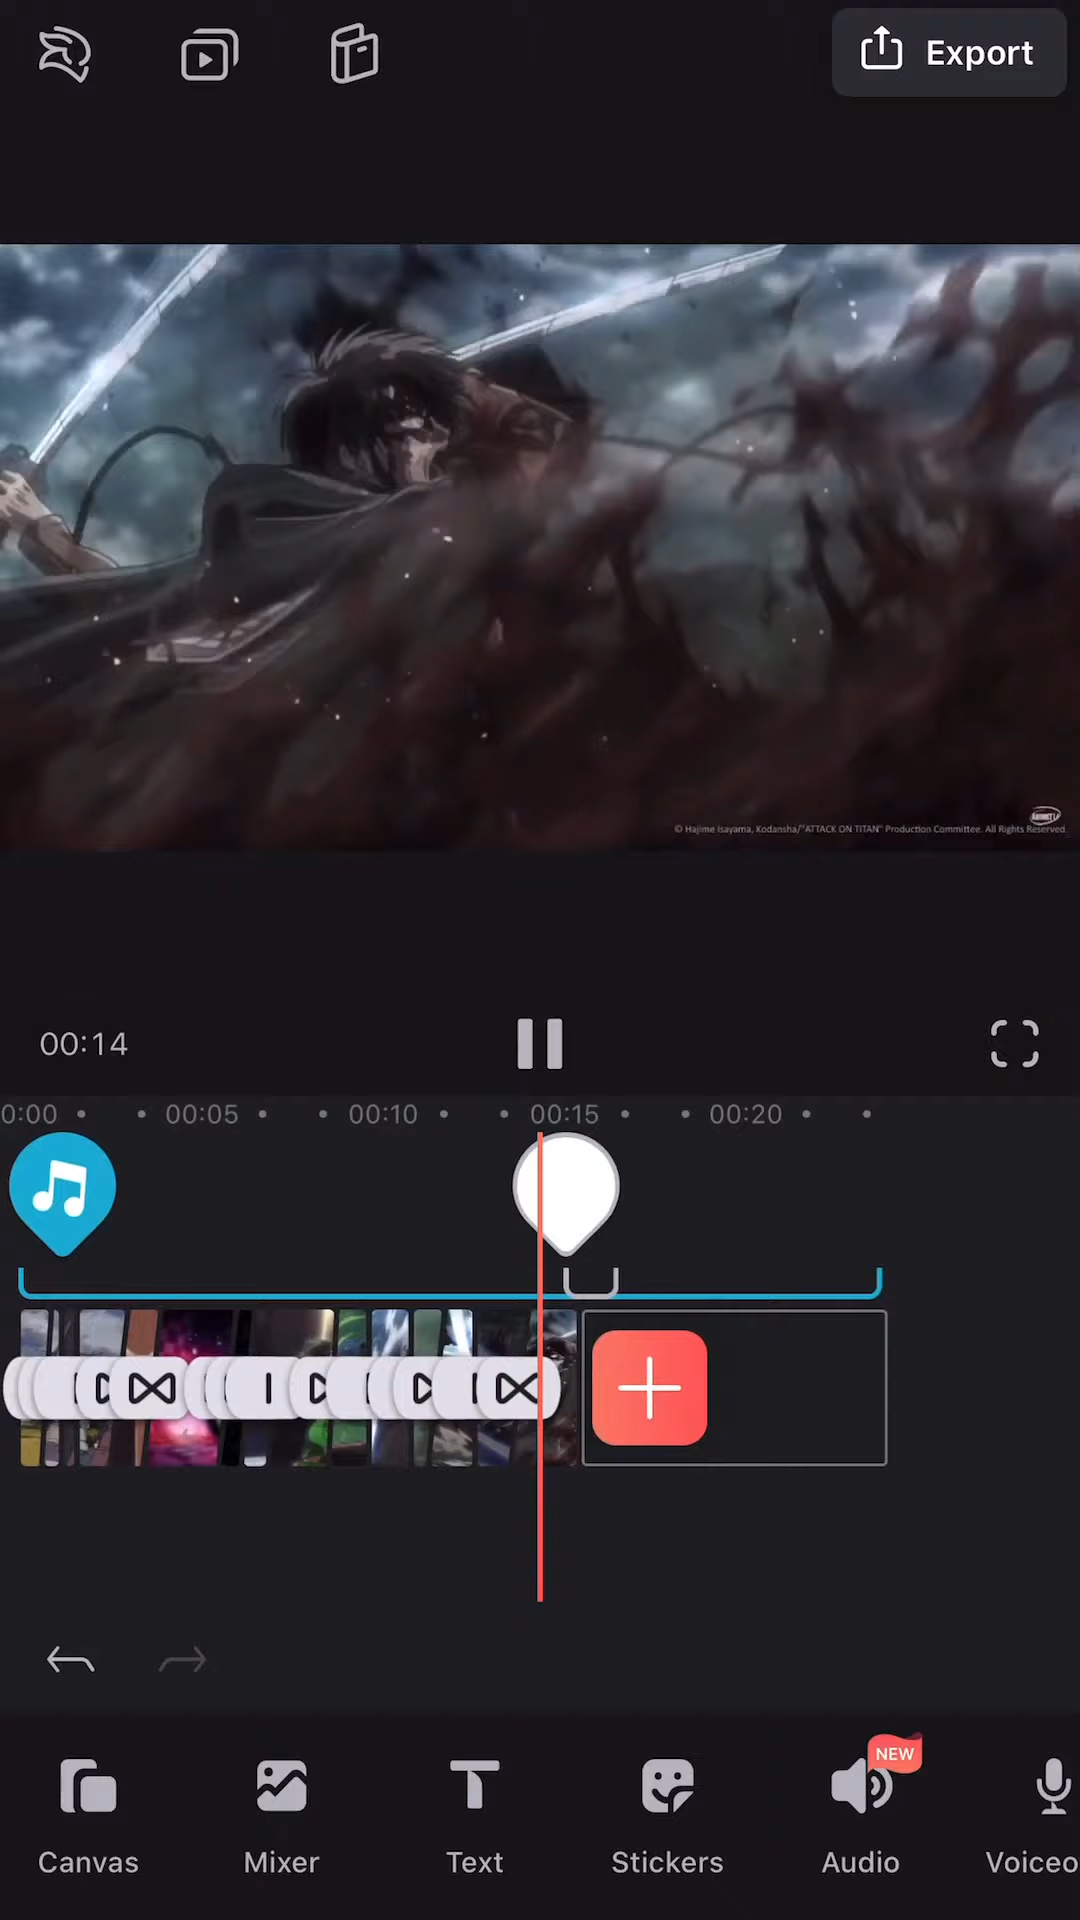 Export
© Hajime Isayama, Kodansha/"ATTACK ON TITAN" Production Committee. All Rights Reserved.
00:14
0:00 00:05 00:10 00:15 00:20
NEW
Canvas Mixer Text Stickers Audio Voiceo